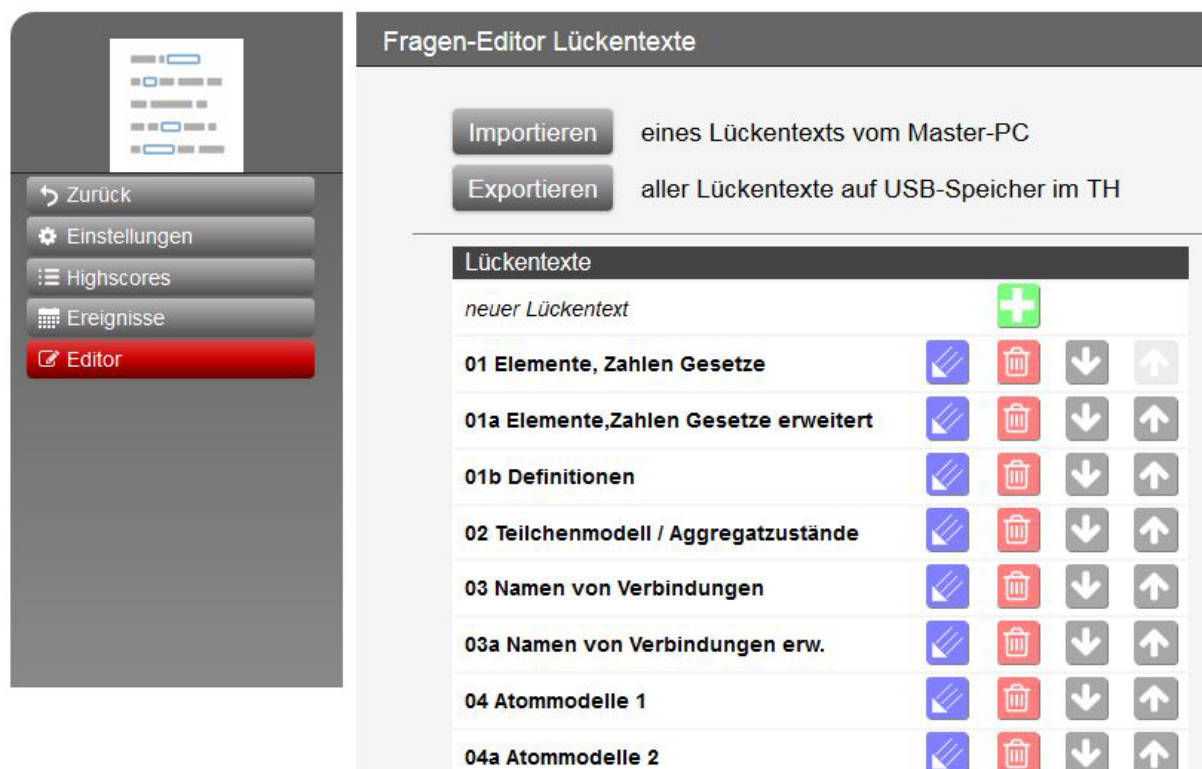 Zurück
Einstellungen
Highscores
Ereignisse
Editor
Fragen-Editor Lückentexte
Importieren eines Lückentexts vom Master-PC
Exportieren aller Lückentexte auf USB-Speicher im TH
Lückentexte
neuer Lückentext
01 Elemente, Zahlen Gesetze
01a Elemente,Zahlen Gesetze erweitert
01b Definitionen
02 Teilchenmodell / Aggregatzustände
03 Namen von Verbindungen
03a Namen von Verbindungen erw.
04 Atommodelle 1
04a Atommodelle 2